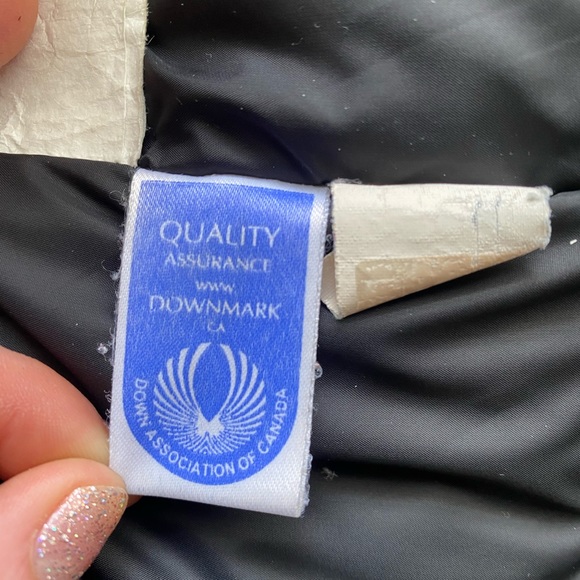 QUALITY
ASSURANCE
WWW.
DOWNMARK
.CA
DOWN ASSOCIATION OF CANADA